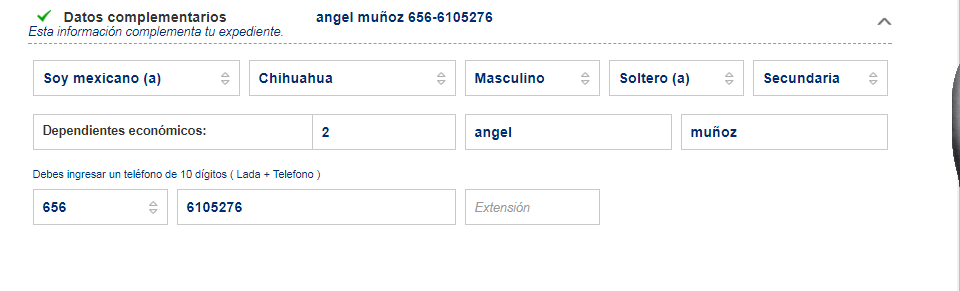 Datos complementarios angel muñoz 656-6105276
Esta información complementa tu expediente.
Soy mexicano (a) Chihuahua Masculino Soltero (a) Secundaria
Dependientes económicos: 2 angel muñoz
Debes ingresar un teléfono de 10 dígitos ( Lada + Telefono )
656 6105276 Extensión